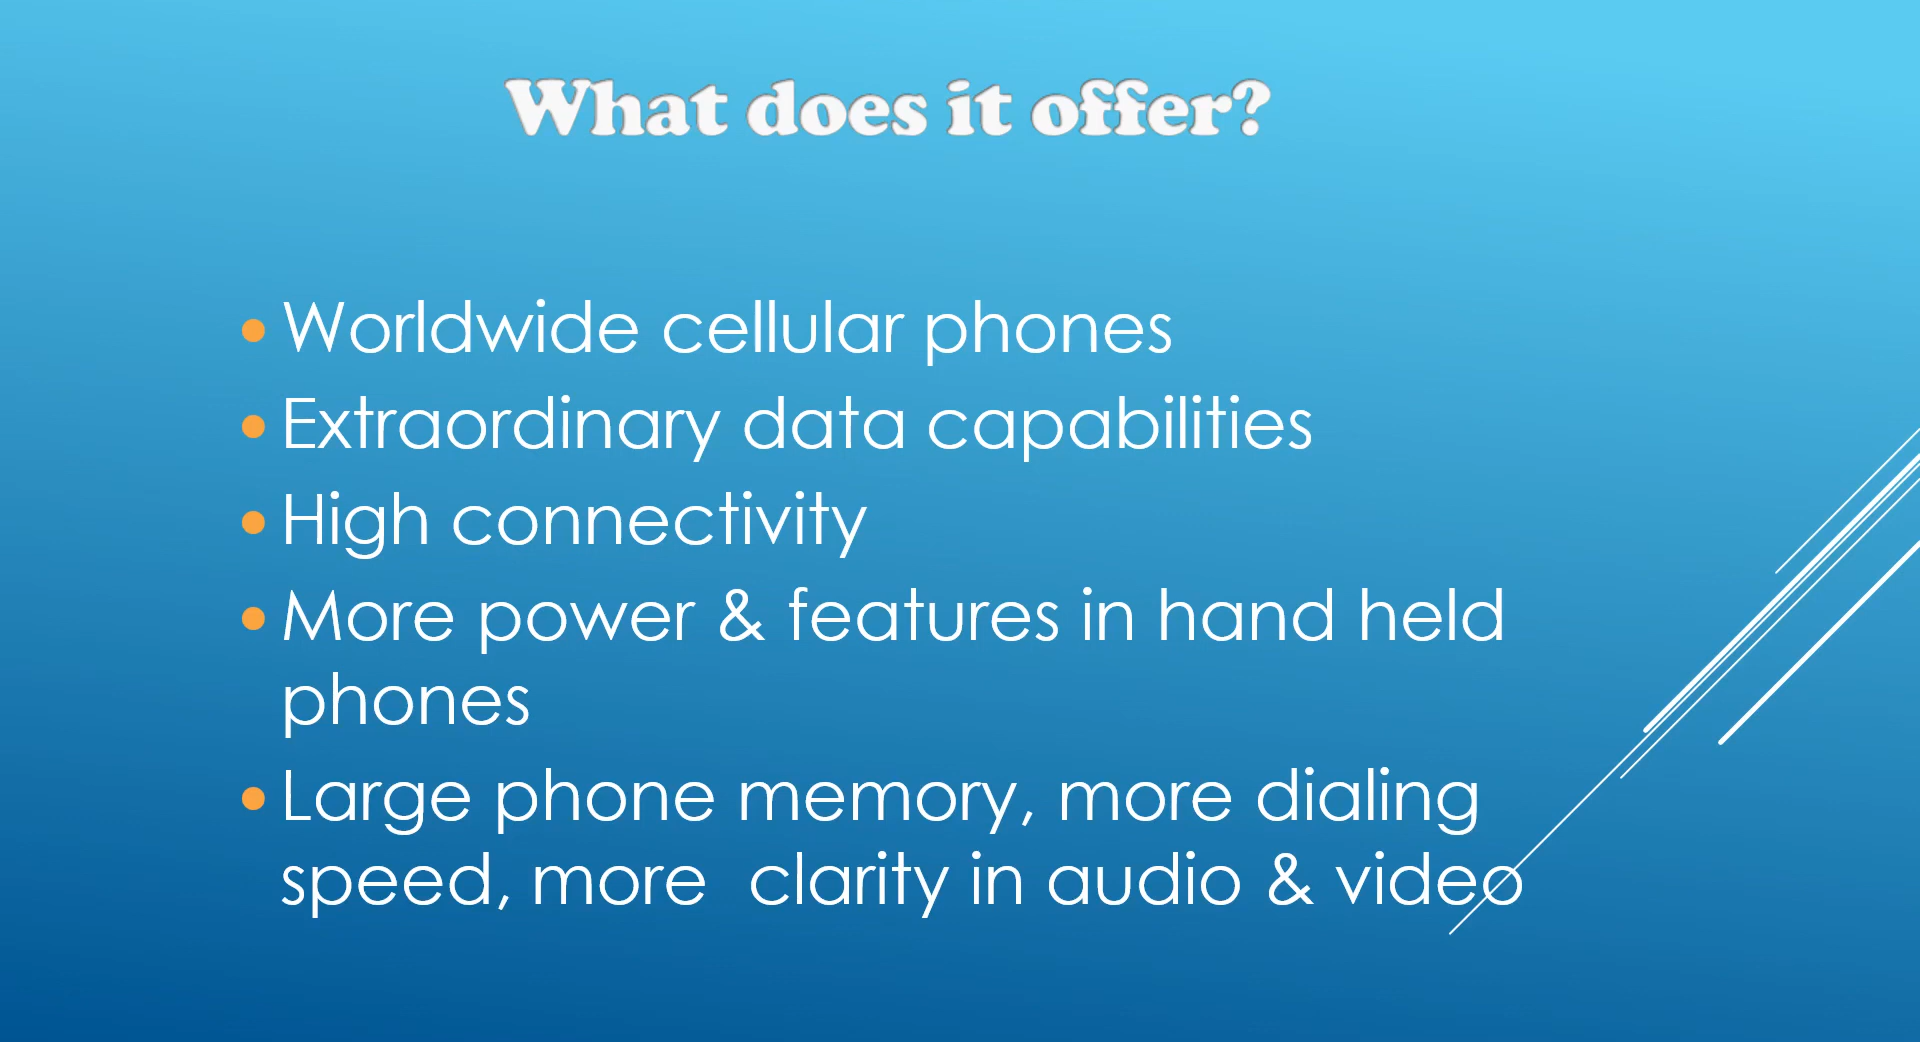 What does it offer?
• Worldwide cellular phones
• Extraordinary data capabilities
• High connectivity
• More power & features in hand held
phones
• Large phone memory, more dialing
speed, more  clarity in audio & video